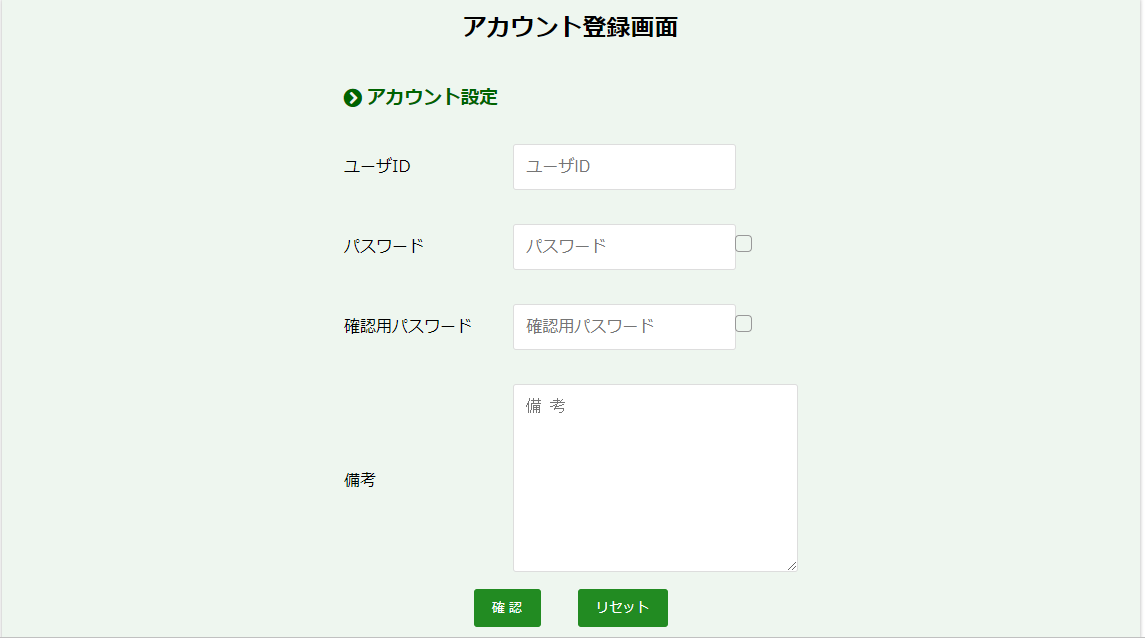 アカウント登録画面
アカウント設定
ユーザID ユーザID
パスワード パスワード
確認用パスワード 確認用パスワード
備 考
備考
確 認 リセット